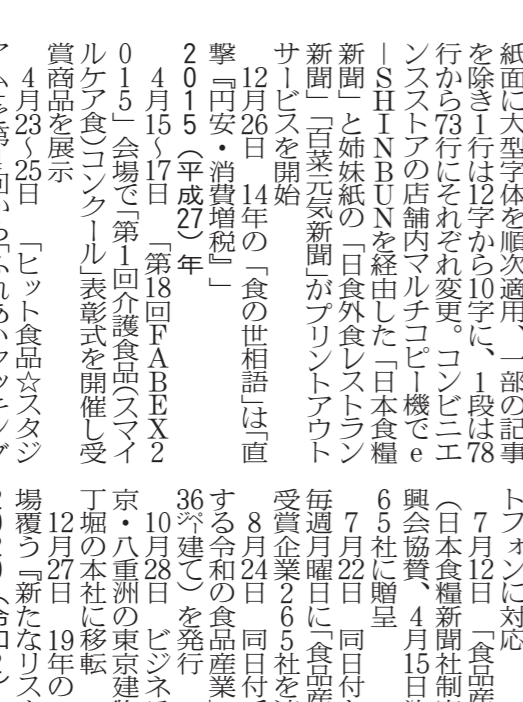 紙面に大型字体を順次適用、一部の記事
を除き1行は12字から10字に、1段は78
行から73行にそれぞれ変更。コンビニエ
ンスストアの店舗内マルチコピー機でe
―SHINBUNを経由した「日本食糧
新聞」と姉妹紙の「日食外食レストラン
新聞」「百菜元気新聞」がプリントアウト
サービスを開始
12月26日　14年の「食の世相語」は「直
撃『円安・消費増税』」
2015(平成27)年
4月15〜17日　「第18回FABEX2
015」会場で「第1回介護食品(スマイ
ルケア食)コンクール」表彰式を開催し受
賞商品を展示
4月23〜25日　「ヒット食品☆スタジ
トフォンに対応
7月12日　「食品産
(日本食糧新聞社制
興会協賛、4月15日
65社に贈呈
7月22日　同日付
毎週月曜日に「食品産
受賞企業265社を
8月24日　同日付
する令和の食品産業」
36㌻建て)を発行
10月28日　ビジネ
京・八重洲の東京建
丁堀の本社に移転
12月27日　19年の
場覆う『新たなリス